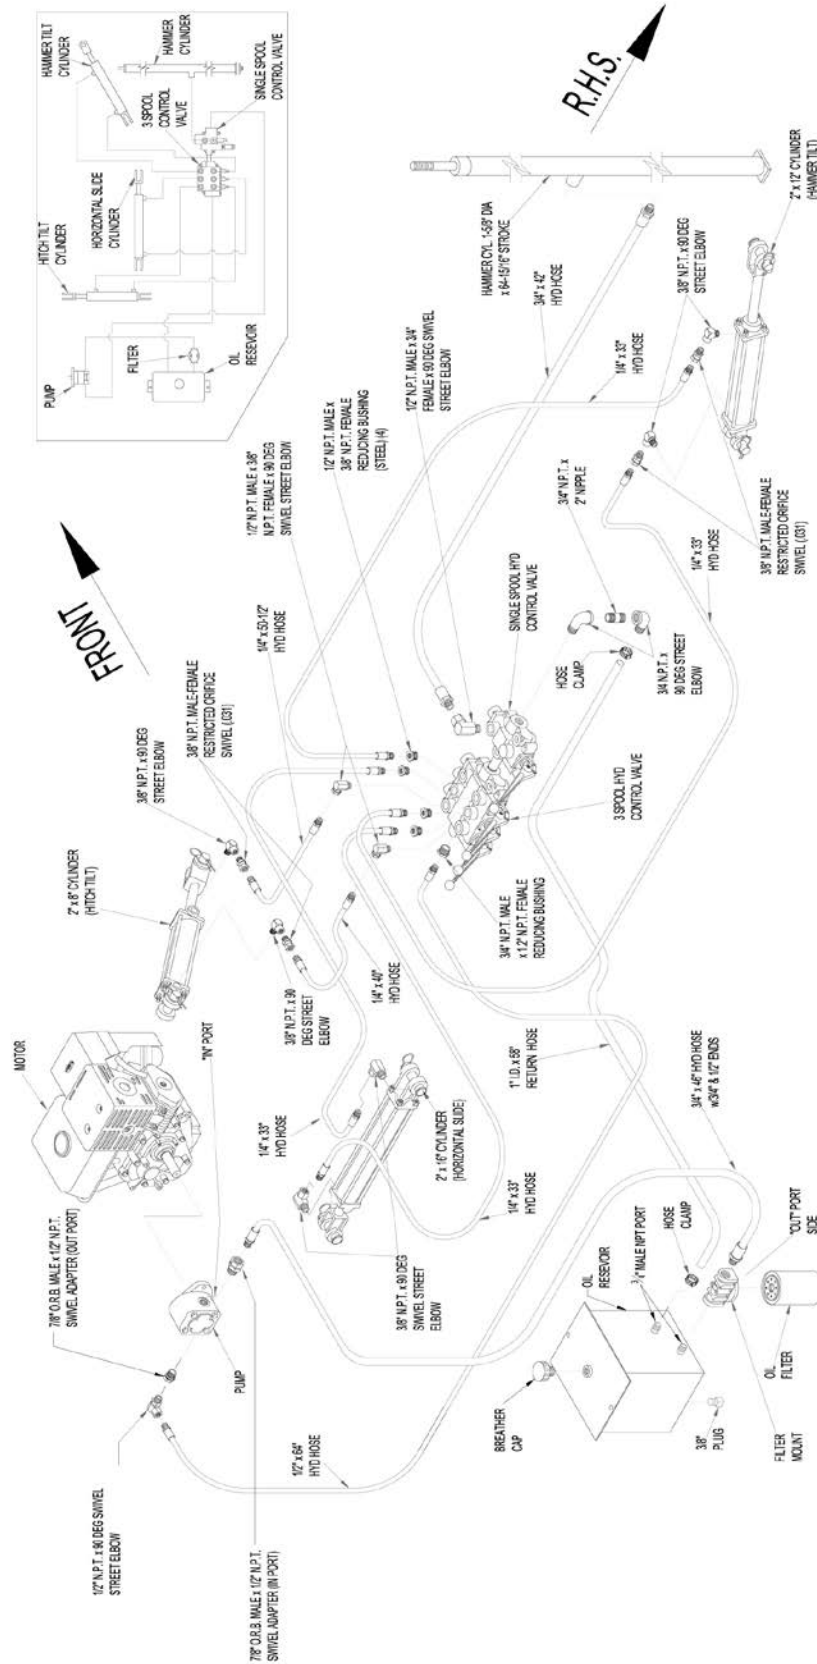 HITCH TILT
CYLINDER
HAMMER TILT
CYLINDER
HAMMER
CYLINDER
HORIZONTAL SLIDE
CYLINDER
3 SPOOL
CONTROL
VALVE
SINGLE SPOOL
CONTROL VALVE
PUMP
FILTER
OIL
RESEVOIR
FRONT
R.H.S.
MOTOR
2" x 8" CYLINDER
(HITCH TILT)
3/8" N.P.T. x 90 DEG
STREET ELBOW
3/8" N.P.T. MALE-FEMALE
RESTRICTED ORIFICE
SWIVEL (.031)
1/4" x 50-1/2"
HYD HOSE
1/2" N.P.T. MALE x 3/8"
N.P.T. FEMALE x 90 DEG
SWIVEL STREET ELBOW
1/2" N.P.T. MALE x
3/8" N.P.T. FEMALE
REDUCING BUSHING
(STEEL) (4)
1/2" N.P.T. MALE x 3/4"
FEMALE x 90 DEG SWIVEL
STREET ELBOW
HAMMER CYL. 1-5/8" DIA
x 64-15/16" STROKE
3/4" x 42"
HYD HOSE
1/4" x 33"
HYD HOSE
3/8" N.P.T. x 90 DEG
STREET ELBOW
2" x 12" CYLINDER
(HAMMER TILT)
7/8" O.R.B. MALE x 1/2" N.P.T.
SWIVEL ADAPTER (OUT PORT)
"IN" PORT
1/2" N.P.T. x 90 DEG SWIVEL
STREET ELBOW
PUMP
7/8" O.R.B. MALE x 1/2" N.P.T.
SWIVEL ADAPTER (IN PORT)
1/2" x 64"
HYD HOSE
1/4" x 33"
HYD HOSE
3/8" N.P.T. x 90
DEG STREET
ELBOW
1/4" x 40"
HYD HOSE
2" x 16" CYLINDER
(HORIZONTAL SLIDE)
3/8" N.P.T. x 90 DEG
SWIVEL STREET
ELBOW
1/4" x 33"
HYD HOSE
3/4" N.P.T. MALE
x 1.2" N.P.T. FEMALE
REDUCING BUSHING
3 SPOOL HYD
CONTROL VALVE
SINGLE SPOOL HYD
CONTROL VALVE
HOSE
CLAMP
3/4" N.P.T. x
2" NIPPLE
3/4 N.P.T. x
90 DEG STREET
ELBOW
1/4" x 33"
HYD HOSE
3/8" N.P.T. MALE-FEMALE
RESTRICTED ORIFICE
SWIVEL (.031)
1" I.D. x 68"
RETURN HOSE
3/4" x 46" HYD HOSE
w/3/4" & 1/2" ENDS
BREATHER
CAP
OIL
RESEVOIR
3/4" MALE NPT PORT
HOSE
CLAMP
"OUT" PORT
SIDE
3/8"
PLUG
FILTER
MOUNT
OIL
FILTER